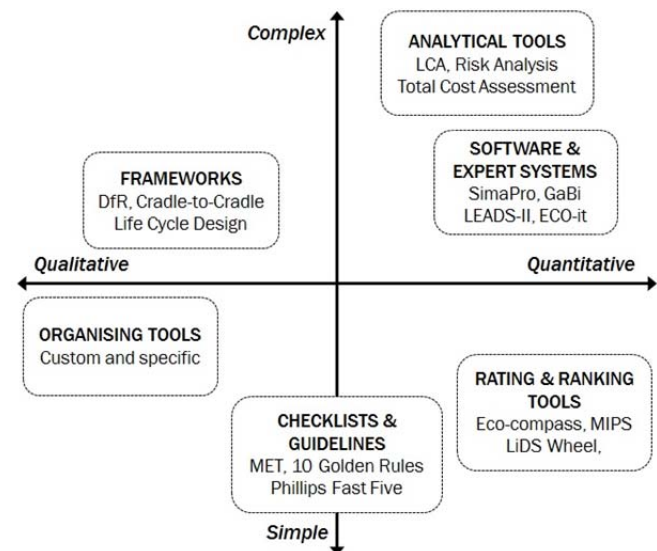 Complex
ANALYTICAL TOOLS
LCA, Risk Analysis
Total Cost Assessment
SOFTWARE &
EXPERT SYSTEMS
SimaPro, GaBi
LEADS-II, ECO-it
FRAMEWORKS
DfR, Cradle-to-Cradle
Life Cycle Design
Qualitative
Quantitative
ORGANISING TOOLS
Custom and specific
RATING & RANKING
TOOLS
Eco-compass, MIPS
LiDS Wheel,
CHECKLISTS &
GUIDELINES
MET, 10 Golden Rules
Phillips Fast Five
Simple